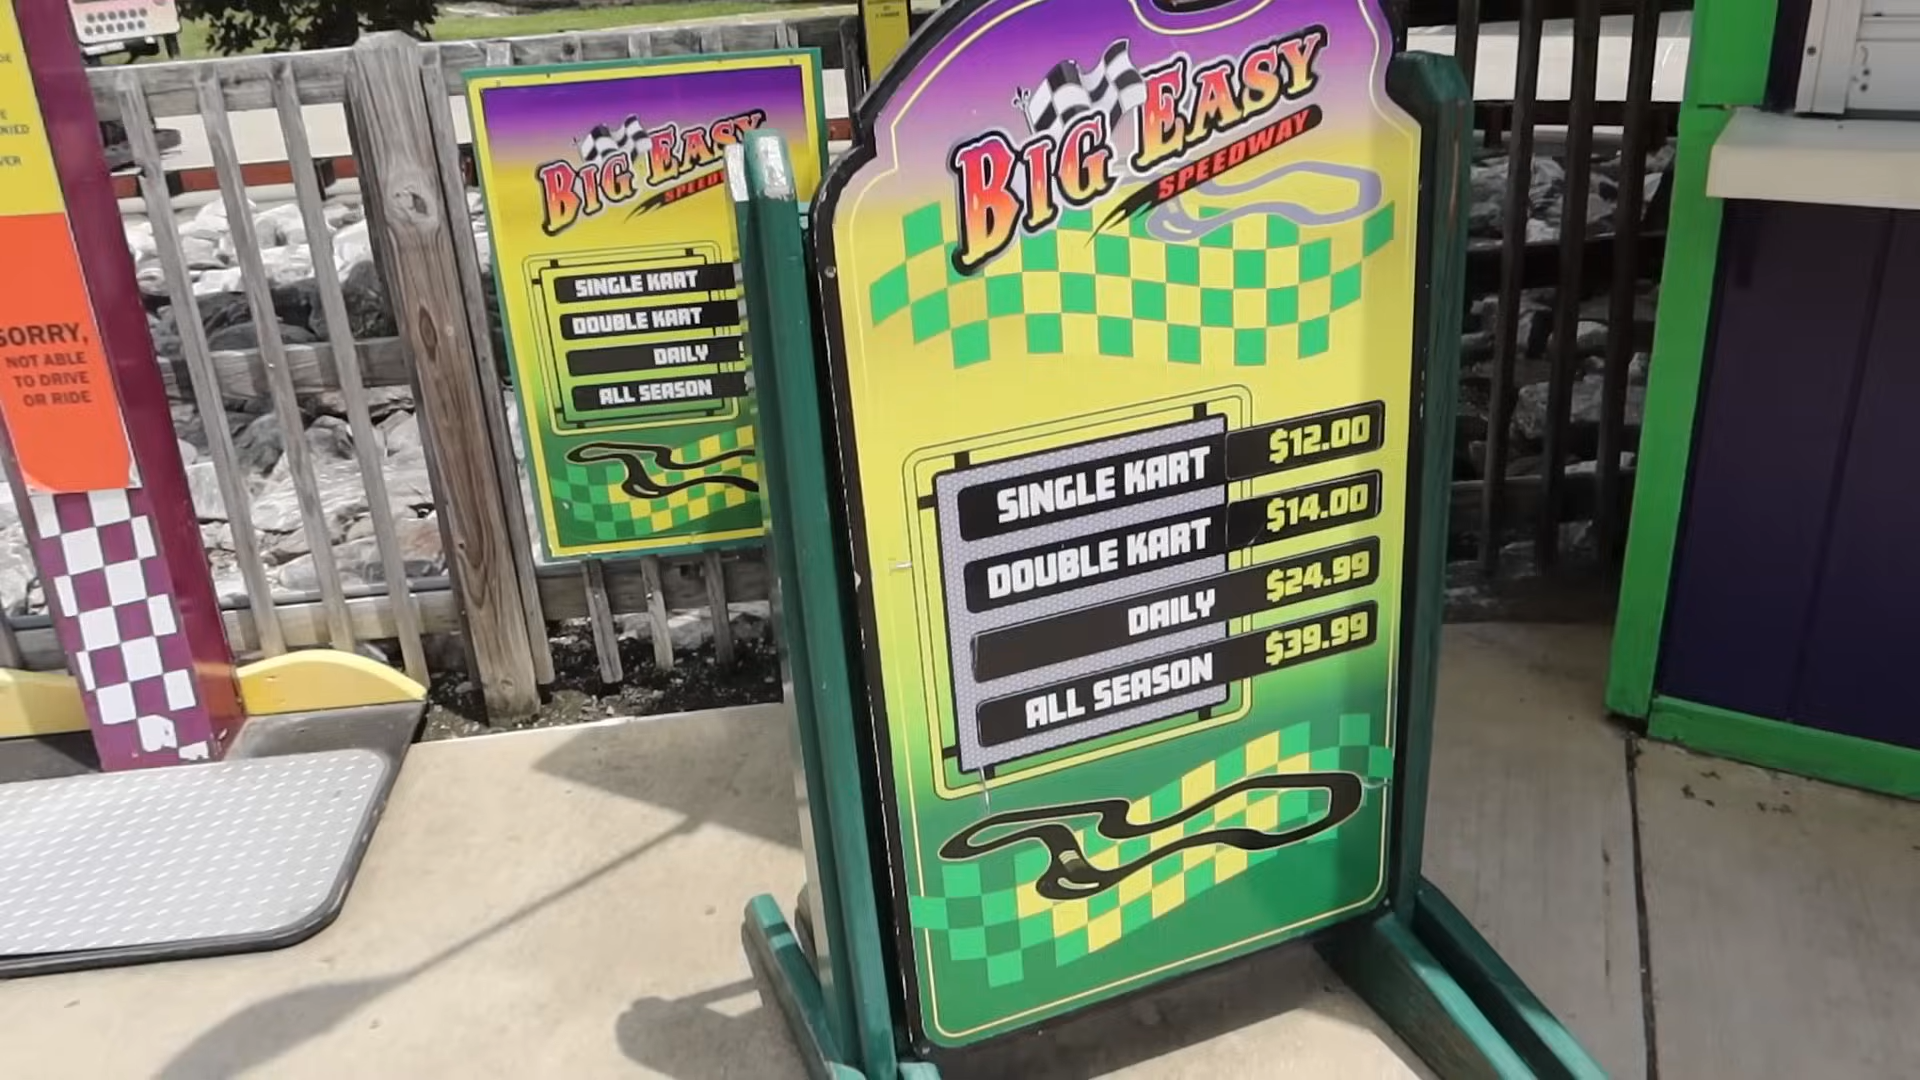 SORRY,
NOT ABLE
TO DRIVE
OR RIDE
BIG EASY
SINGLE KART
DOUBLE KART
DAILY
ALL SEASON
BIG EASY
SPEEDWAY
SINGLE KART $12.00
DOUBLE KART $14.00
DAILY $24.99
ALL SEASON $39.99